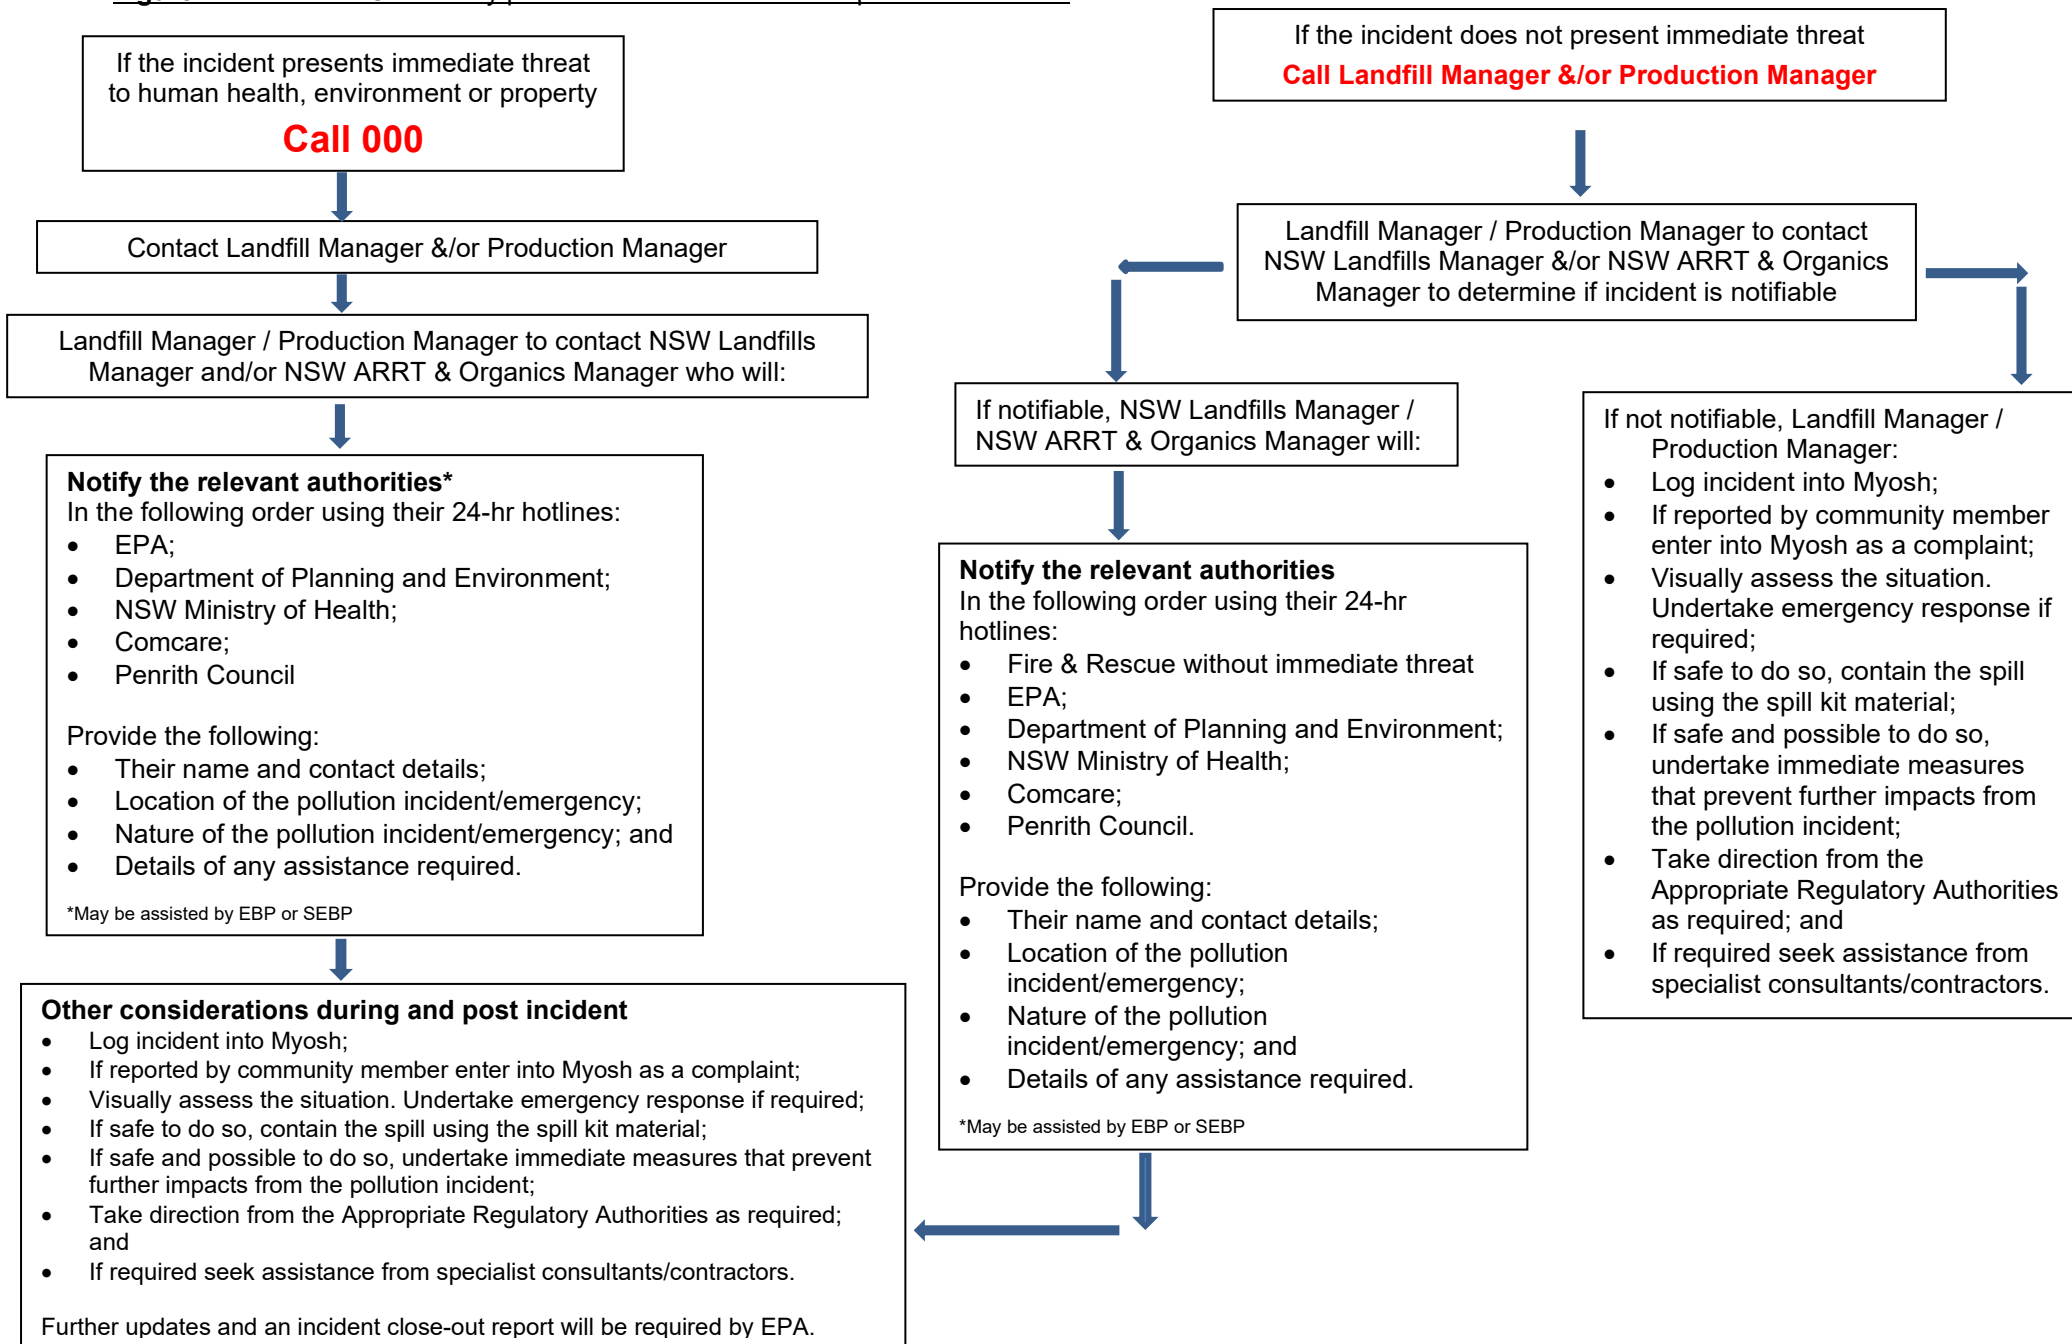 If the incident presents immediate threat
to human health, environment or property
Call 000
Contact Landfill Manager &/or Production Manager
Landfill Manager / Production Manager to contact NSW Landfills
Manager and/or NSW ARRT & Organics Manager who will:
Notify the relevant authorities*
In the following order using their 24-hr hotlines:
• EPA;
• Department of Planning and Environment;
• NSW Ministry of Health;
• Comcare;
• Penrith Council
Provide the following:
• Their name and contact details;
• Location of the pollution incident/emergency;
• Nature of the pollution incident/emergency; and
• Details of any assistance required.
*May be assisted by EBP or SEBP
Other considerations during and post incident
• Log incident into Myosh;
• If reported by community member enter into Myosh as a complaint;
• Visually assess the situation. Undertake emergency response if required;
• If safe to do so, contain the spill using the spill kit material;
• If safe and possible to do so, undertake immediate measures that prevent
further impacts from the pollution incident;
• Take direction from the Appropriate Regulatory Authorities as required;
and
• If required seek assistance from specialist consultants/contractors.
Further updates and an incident close-out report will be required by EPA.
If the incident does not present immediate threat
Call Landfill Manager &/or Production Manager
Landfill Manager / Production Manager to contact
NSW Landfills Manager &/or NSW ARRT & Organics
Manager to determine if incident is notifiable
If notifiable, NSW Landfills Manager /
NSW ARRT & Organics Manager will:
Notify the relevant authorities
In the following order using their 24-hr
hotlines:
• Fire & Rescue without immediate threat
• EPA;
• Department of Planning and Environment;
• NSW Ministry of Health;
• Comcare;
• Penrith Council.
Provide the following:
• Their name and contact details;
• Location of the pollution
incident/emergency;
• Nature of the pollution
incident/emergency; and
• Details of any assistance required.
*May be assisted by EBP or SEBP
If not notifiable, Landfill Manager /
Production Manager:
• Log incident into Myosh;
• If reported by community member
enter into Myosh as a complaint;
• Visually assess the situation.
Undertake emergency response if
required;
• If safe to do so, contain the spill
using the spill kit material;
• If safe and possible to do so,
undertake immediate measures
that prevent further impacts from
the pollution incident;
• Take direction from the
Appropriate Regulatory Authorities
as required; and
• If required seek assistance from
specialist consultants/contractors.